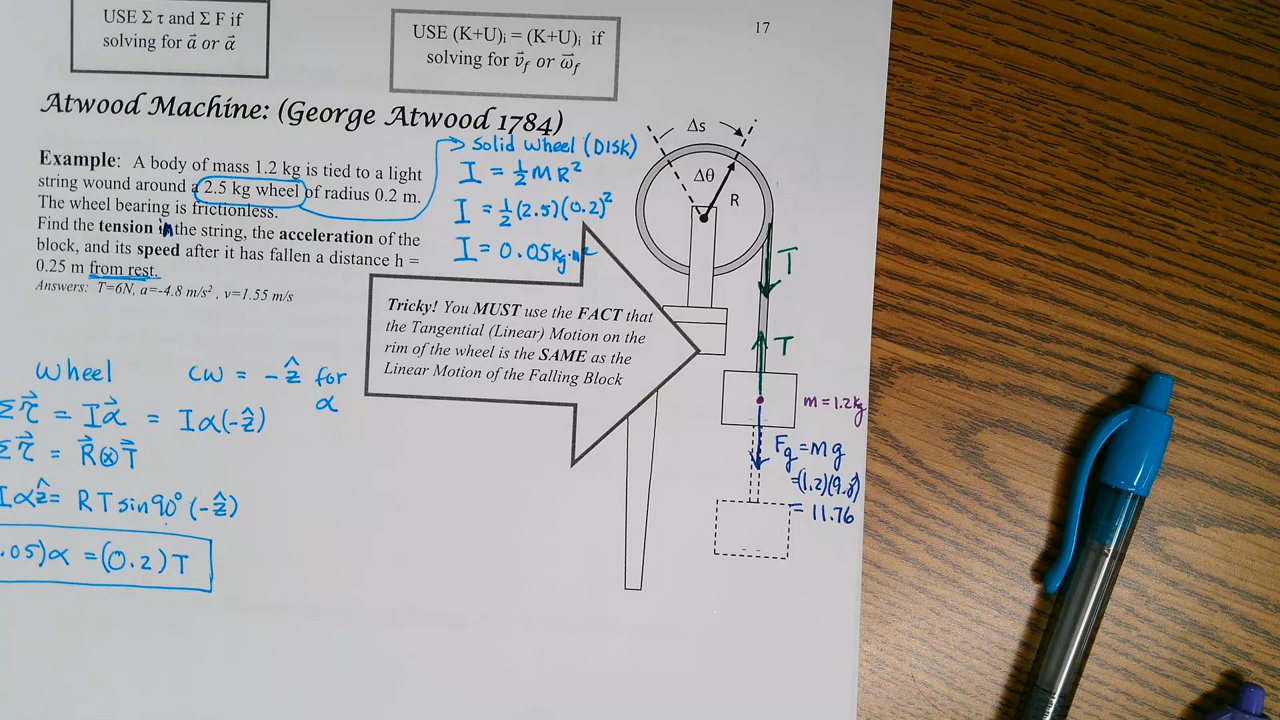 USE Σ τ and Σ F if
solving for a⃗ or α⃗
USE (K+U)ᵢ = (K+U)ᵢ if
solving for v⃗f or ω⃗f
17
Atwood Machine: (George Atwood 1784)
Example: A body of mass 1.2 kg is tied to a light
string wound around a 2.5 kg wheel of radius 0.2 m.
The wheel bearing is frictionless.
Find the tension in the string, the acceleration of the
block, and its speed after it has fallen a distance h =
0.25 m from rest.
Answers: T=6N, a=-4.8 m/s², v=1.55 m/s
Solid Wheel (DISK)
I = ½MR²
I = ½(2.5)(0.2)²
I = 0.05 kg·m²
Tricky! You MUST use the FACT that
the Tangential (Linear) Motion on the
rim of the wheel is the SAME as the
Linear Motion of the Falling Block
Δs
Δθ
R
T
T
m = 1.2kg
Fg = mg
=(1.2)(9.8)
= 11.76
Wheel
CW = -ẑ for
α
Στ⃗ = Iα⃗ = Iα(-ẑ)
Στ⃗ = R⃗⊗T⃗
Iαẑ = RT sin90° (-ẑ)
.05)α = (0.2)T